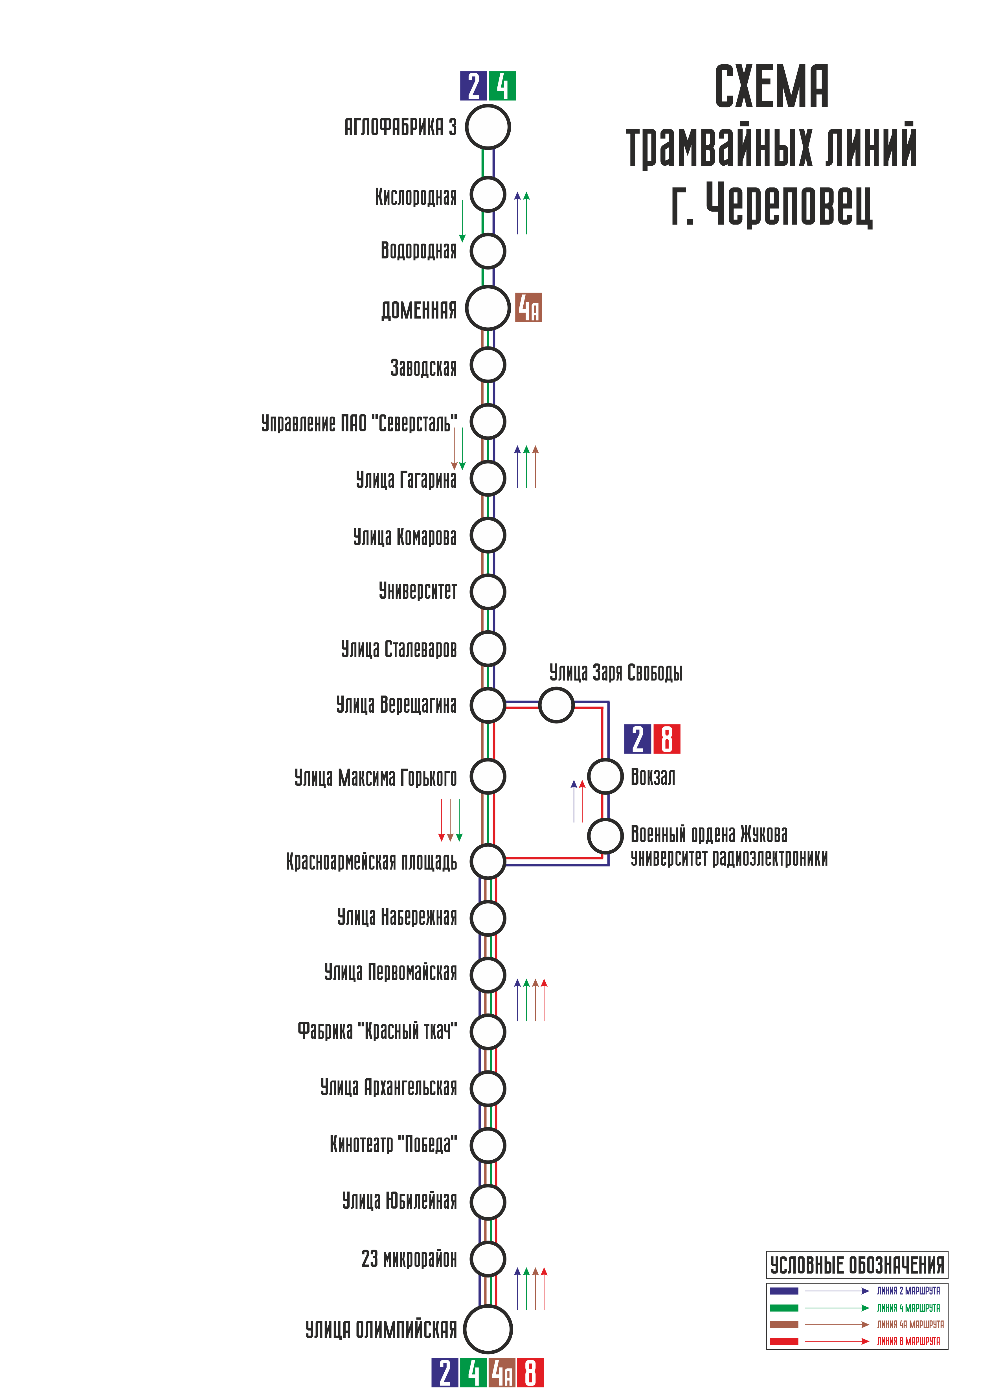 СХЕМА
трамвайных линий
г. Череповец
2 4
АГЛОФАБРИКА 3
Кислородная
Водородная
ДОМЕННАЯ
4А
Заводская
Управление ПАО "Северсталь"
Улица Гагарина
Улица Комарова
Университет
Улица Сталеваров
Улица Верещагина
Улица Заря Свободы
2 8
Улица Максима Горького
Вокзал
Военный ордена Жукова
университет радиоэлектроники
Красноармейская площадь
Улица Набережная
Улица Первомайская
Фабрика "Красный ткач"
Улица Архангельская
Кинотеатр "Победа"
Улица Юбилейная
23 микрорайон
УЛИЦА ОЛИМПИЙСКАЯ
2 4 4А 8
УСЛОВНЫЕ ОБОЗНАЧЕНИЯ
ЛИНИЯ 2 МАРШРУТА
ЛИНИЯ 4 МАРШРУТА
ЛИНИЯ 4А МАРШРУТА
ЛИНИЯ 8 МАРШРУТА